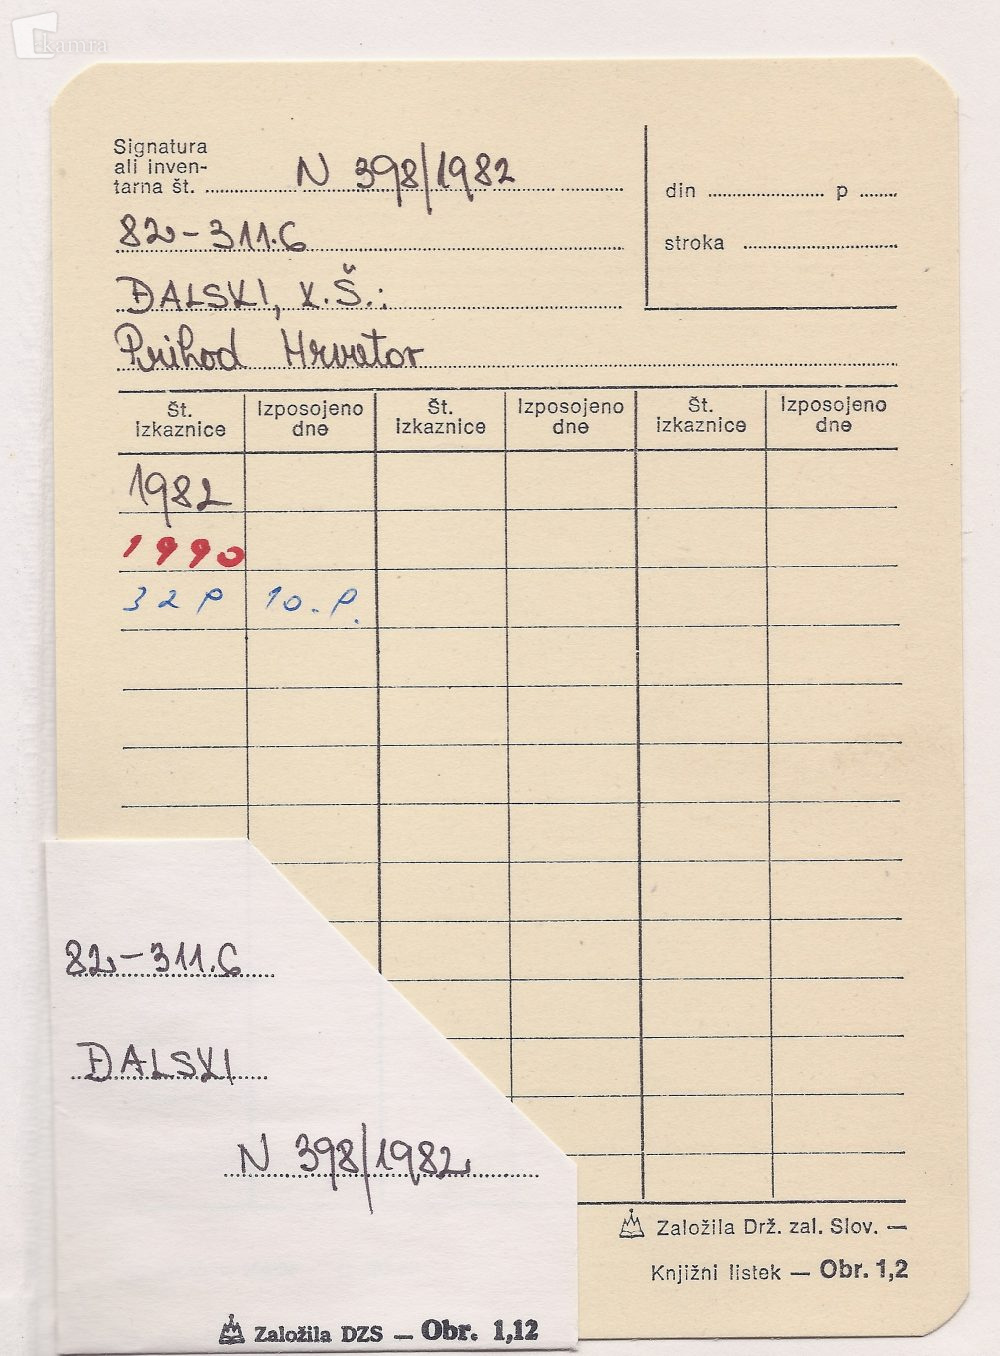 kamra
Signatura
ali inven-
tarna št. N 398/1982
din p
82-311.6
stroka
ĐALSKI, X.Š.:
Prihod Hrvator
Št. izkaznice Izposojeno dne Št. izkaznice Izposojeno dne Št. izkaznice Izposojeno dne
1982
1990
32 P 10. P.
82-311.6
ĐALSKI
N 398/1982
Založila DZS — Obr. 1,12
Založila Drž. zal. Slov. —
Knjižni listek — Obr. 1,2